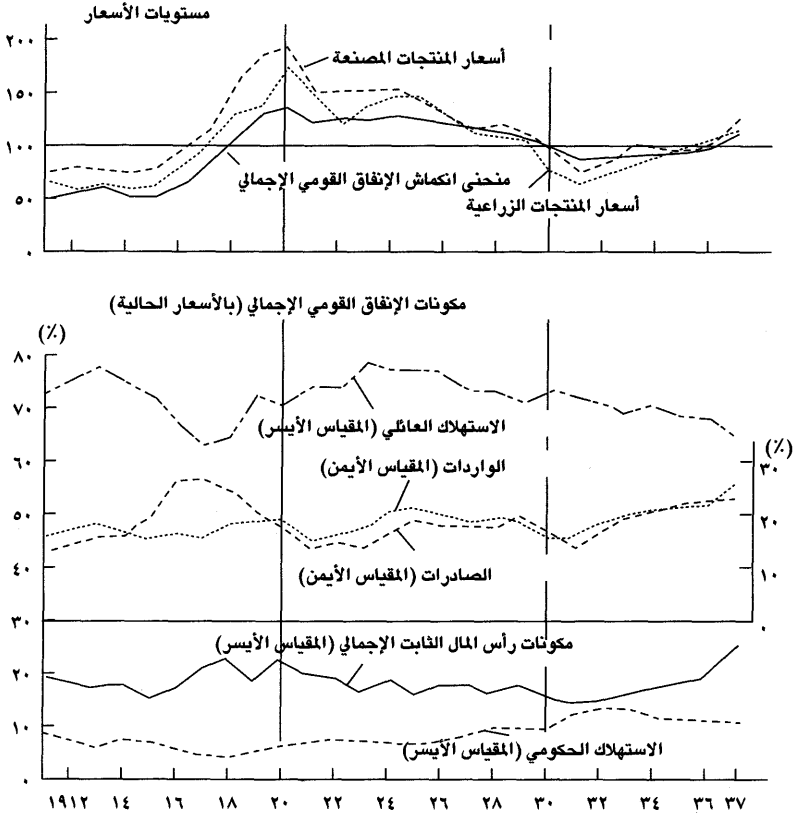 مستويات الأسعار
٢٠٠
١٥٠
١٠٠
٥٠
٠
أسعار المنتجات المصنعة
منحنى انكماش الإنفاق القومي الإجمالي
أسعار المنتجات الزراعية
مكونات الإنفاق القومي الإجمالي (بالأسعار الحالية)
(٪)
٨٠
٧٠
٦٠
٥٠
٤٠
٣٠
٢٠
١٠
٠
الاستهلاك العائلي (المقياس الأيسر)
الواردات (المقياس الأيمن)
الصادرات (المقياس الأيمن)
(٪)
٣٠
٢٠
١٠
٠
مكونات رأس المال الثابت الإجمالي (المقياس الأيسر)
الاستهلاك الحكومي (المقياس الأيسر)
١٩١٢ ١٤ ١٦ ١٨ ٢٠ ٢٢ ٢٤ ٢٦ ٢٨ ٣٠ ٣٢ ٣٤ ٣٦ ٣٧